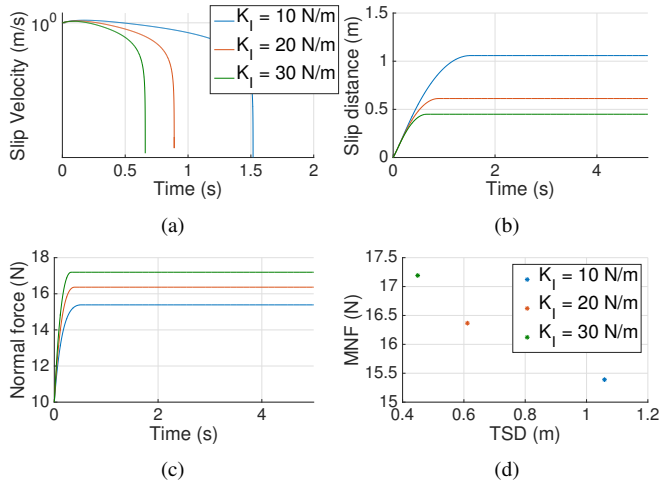 10⁰
Slip Velocity (m/s)
K_I = 10 N/m
K_I = 20 N/m
K_I = 30 N/m
0 0.5 1 1.5 2
Time (s)
(a)
Slip distance (m)
1.5
1
0.5
0
0 2 4
Time (s)
(b)
Normal force (N)
18
16
14
12
10
0 2 4
Time (s)
(c)
MNF (N)
17.5
17
16.5
16
15.5
15
K_I = 10 N/m
K_I = 20 N/m
K_I = 30 N/m
0.4 0.6 0.8 1 1.2
TSD (m)
(d)